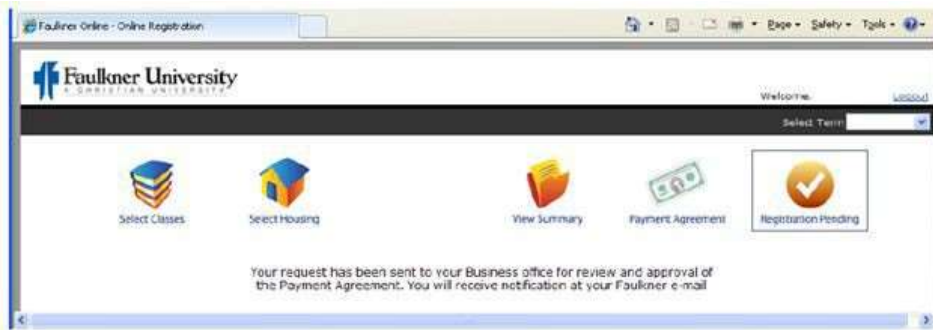 Faulkner Online - Online Registration
Page Safety Tools
Faulkner University
A CHRISTIAN UNIVERSITY
Welcome. Logout
Select Term
Select Classes Select Housing View Summary Payment Agreement Registration Pending
Your request has been sent to your Business office for review and approval of
the Payment Agreement. You will receive notification at your Faulkner e-mail